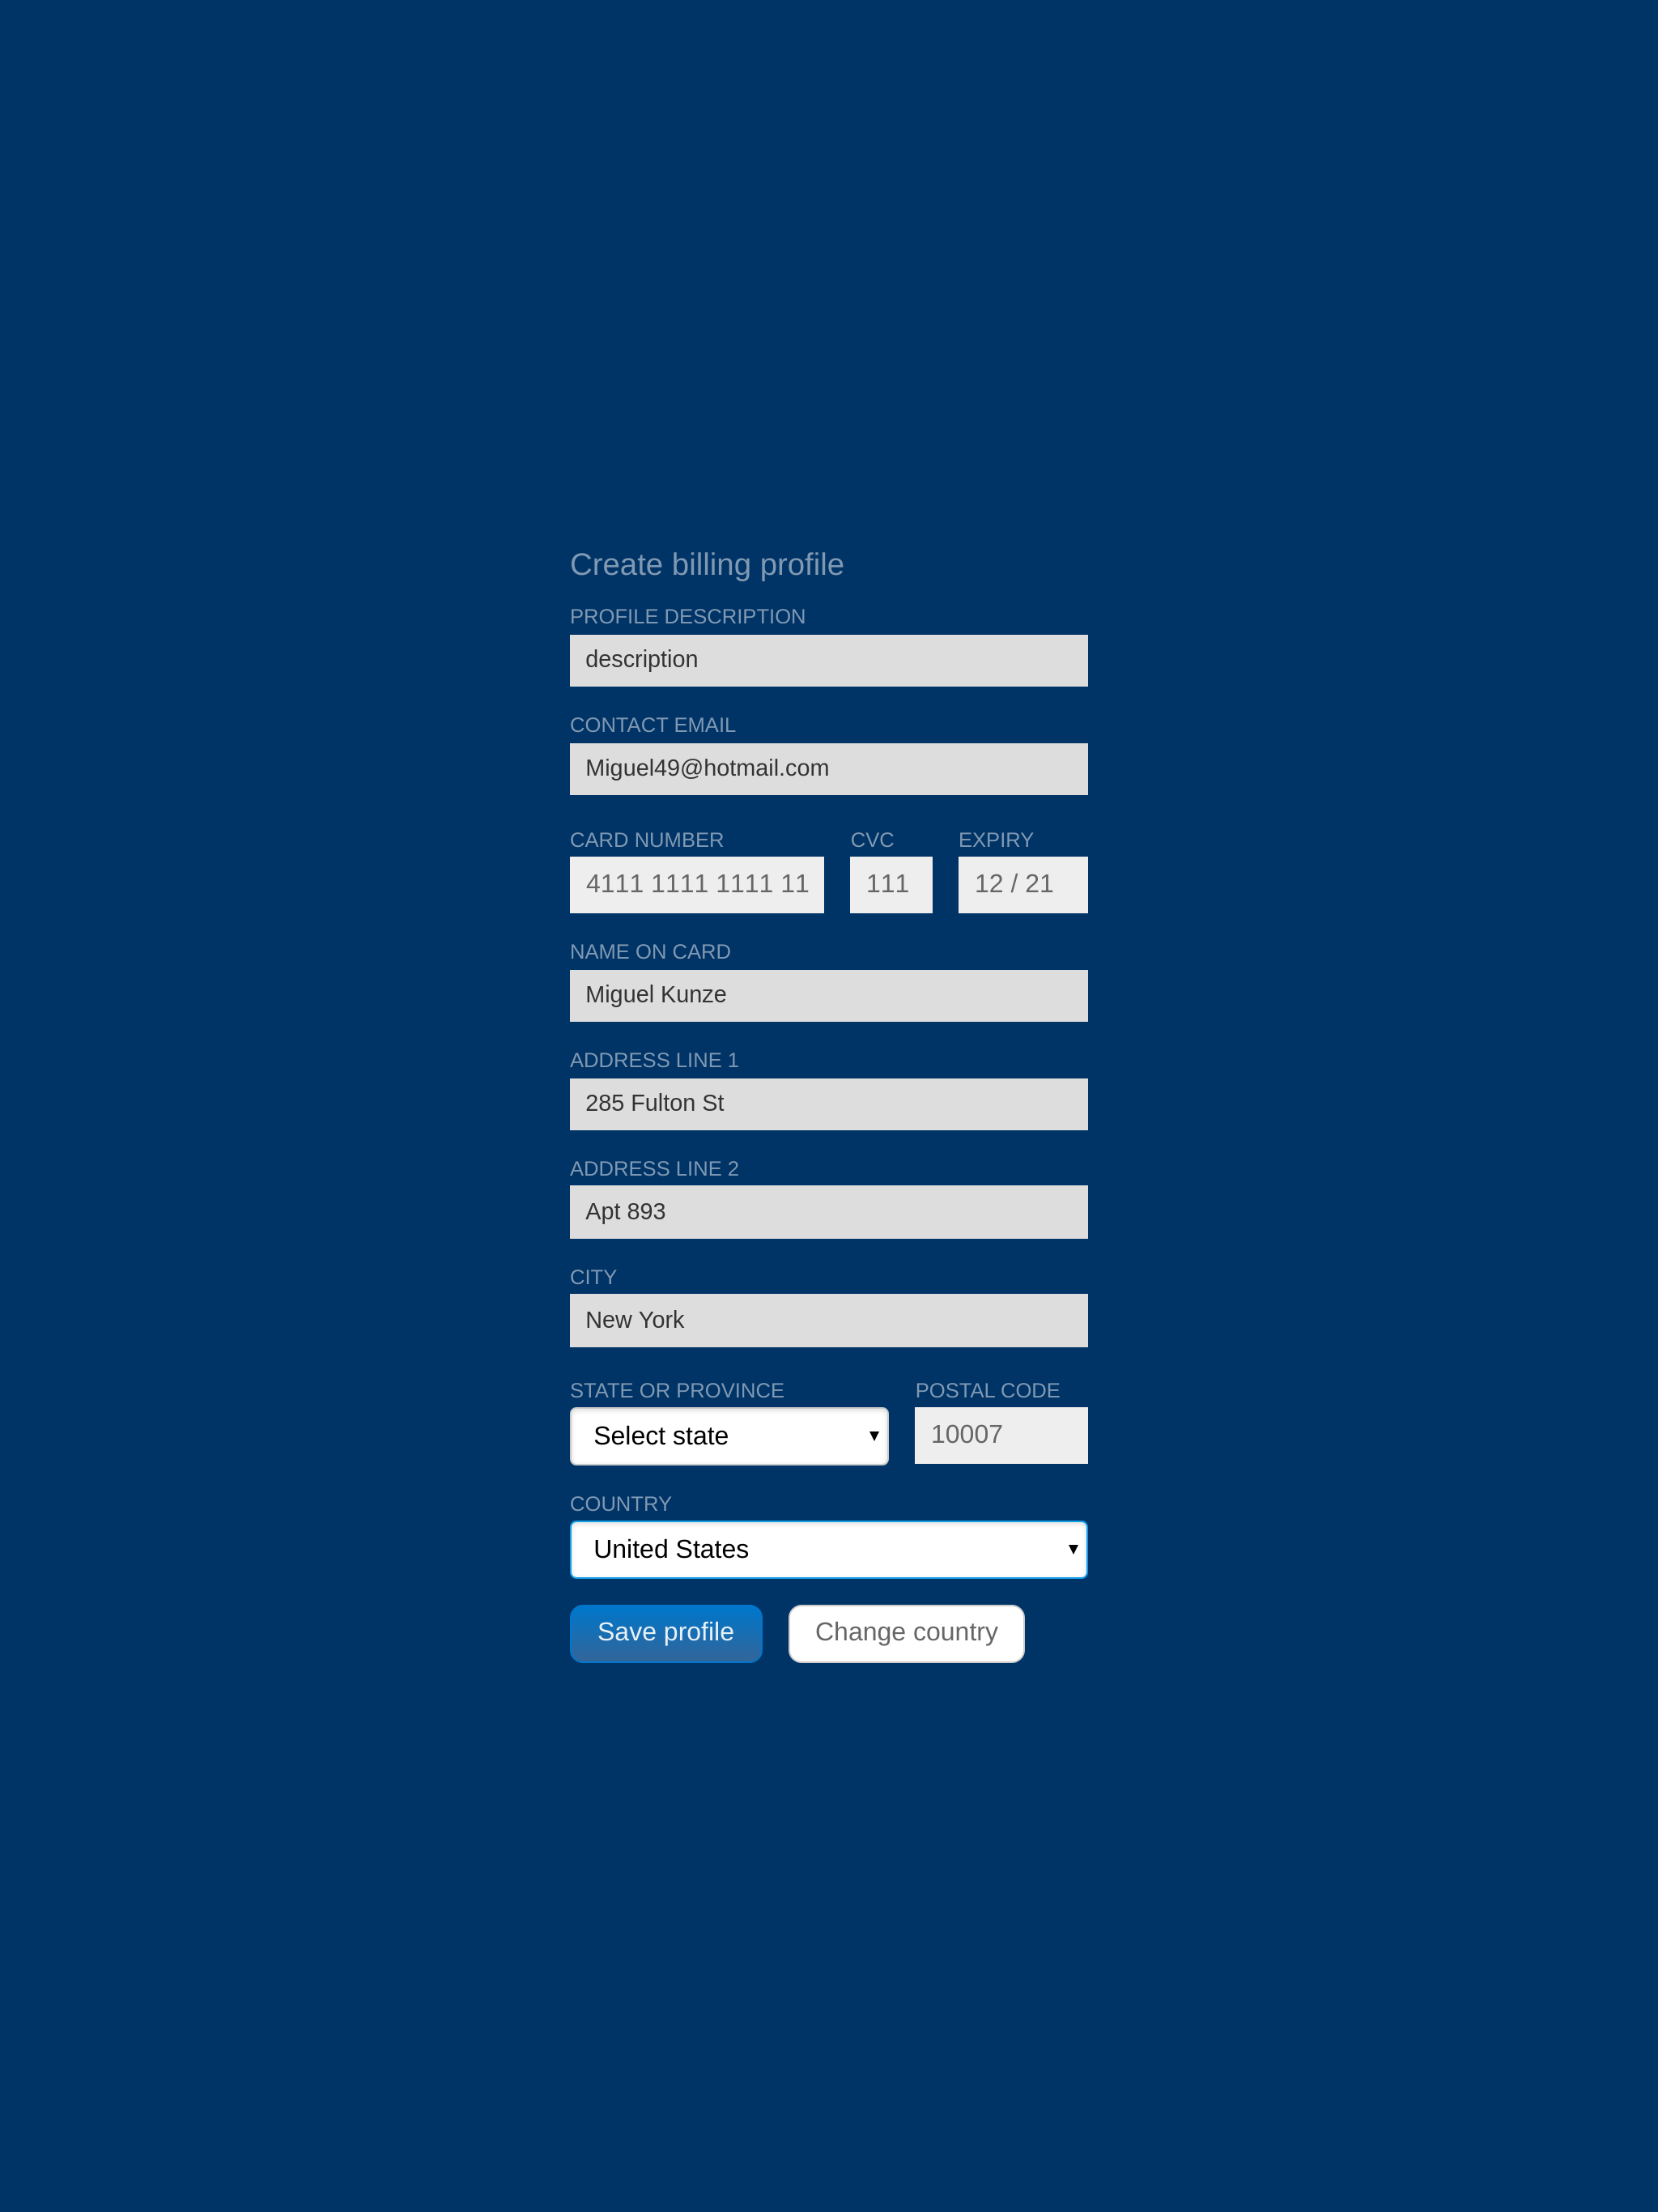 Create billing profile
PROFILE DESCRIPTION
description
CONTACT EMAIL
Miguel49@hotmail.com
CARD NUMBER CVC EXPIRY
4111 1111 1111 11 111 12 / 21
NAME ON CARD
Miguel Kunze
ADDRESS LINE 1
285 Fulton St
ADDRESS LINE 2
Apt 893
CITY
New York
STATE OR PROVINCE POSTAL CODE
Select state 10007
COUNTRY
United States
Save profile Change country